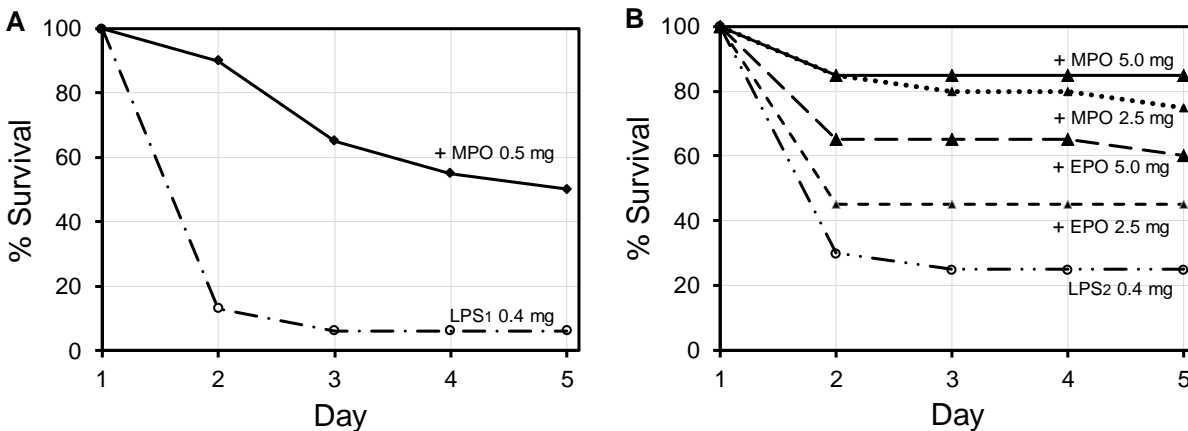 A
100
80
60
40
20
0
% Survival
+ MPO 0.5 mg
LPS1 0.4 mg
1 2 3 4 5
Day
B
100
80
60
40
20
0
% Survival
+ MPO 5.0 mg
+ MPO 2.5 mg
+ EPO 5.0 mg
+ EPO 2.5 mg
LPS2 0.4 mg
1 2 3 4 5
Day